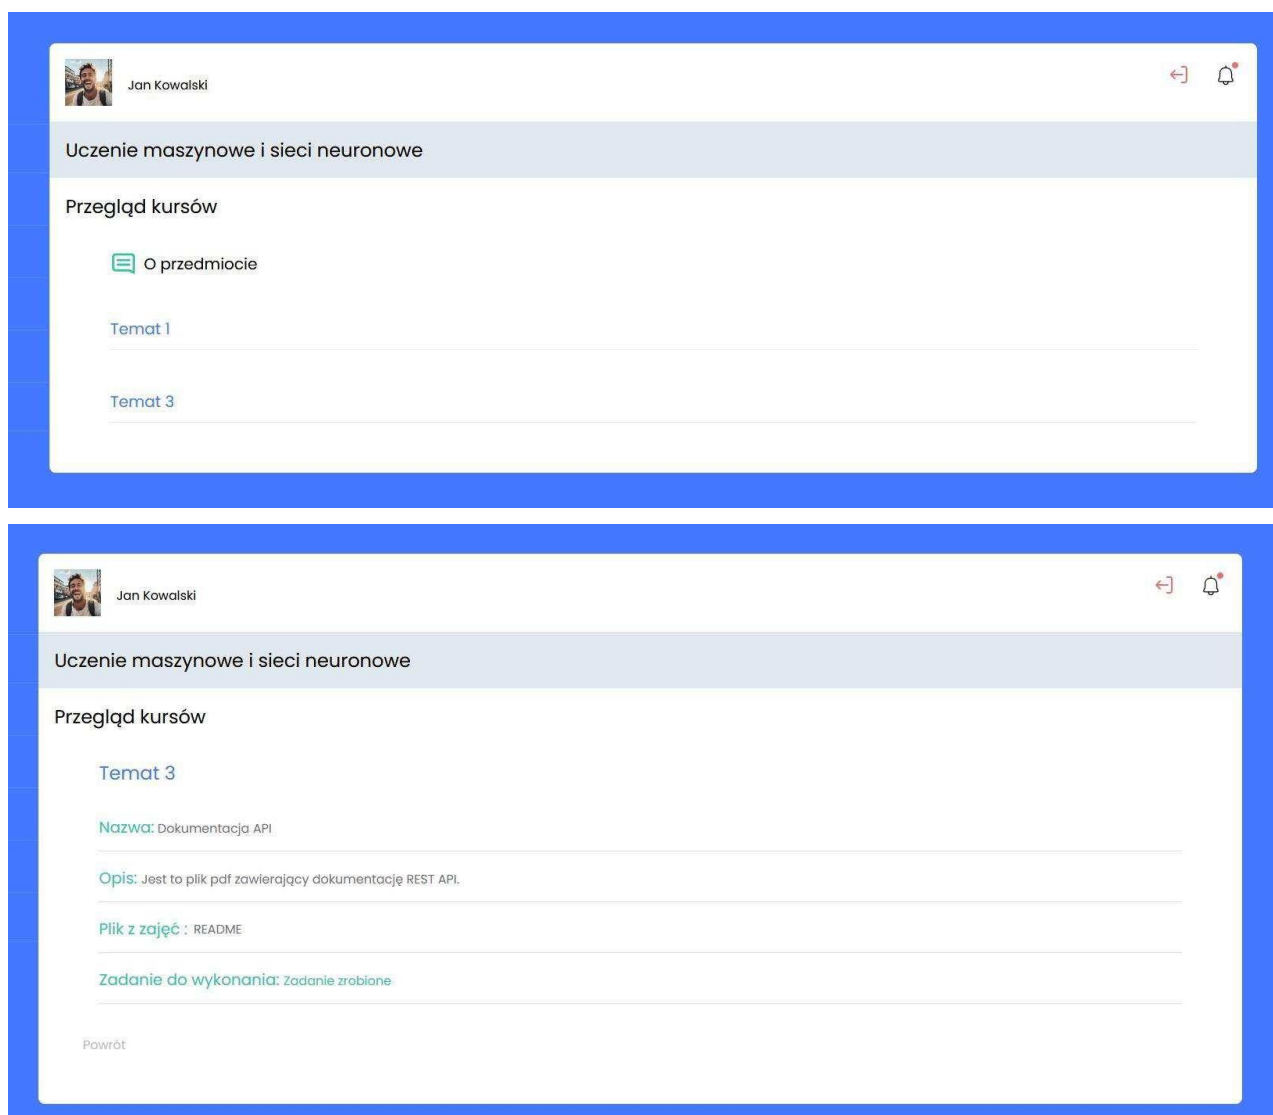 Jan Kowalski
Uczenie maszynowe i sieci neuronowe
Przegląd kursów
O przedmiocie
Temat 1
Temat 3
Jan Kowalski
Uczenie maszynowe i sieci neuronowe
Przegląd kursów
Temat 3
Nazwa: Dokumentacja API
Opis: Jest to plik pdf zawierający dokumentację REST API.
Plik z zajęć : README
Zadanie do wykonania: Zadanie zrobione
Powrót